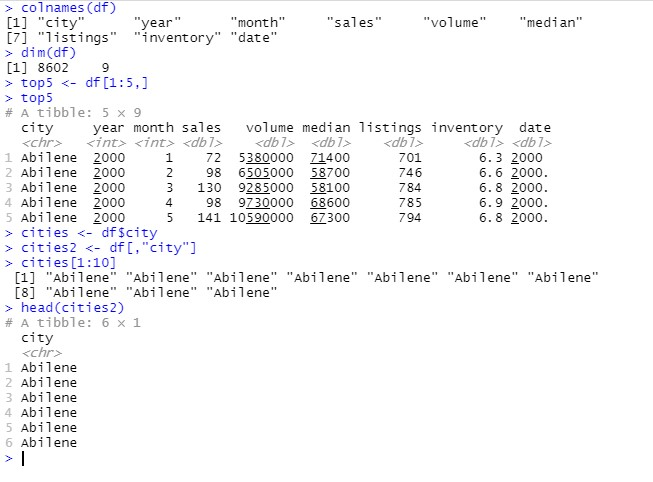 > colnames(df)
[1] "city"      "year"      "month"     "sales"     "volume"    "median"
[7] "listings"  "inventory" "date"
> dim(df)
[1] 8602    9
> top5 <- df[1:5,]
> top5
# A tibble: 5 × 9
  city     year month sales   volume median listings inventory  date
  <chr>   <int> <int> <dbl>    <dbl>  <dbl>    <dbl>     <dbl> <dbl>
1 Abilene  2000     1    72  5380000  71400      701       6.3 2000
2 Abilene  2000     2    98  6505000  58700      746       6.6 2000.
3 Abilene  2000     3   130  9285000  58100      784       6.8 2000.
4 Abilene  2000     4    98  9730000  68600      785       6.9 2000.
5 Abilene  2000     5   141 10590000  67300      794       6.8 2000.
> cities <- df$city
> cities2 <- df[,"city"]
> cities[1:10]
 [1] "Abilene" "Abilene" "Abilene" "Abilene" "Abilene" "Abilene" "Abilene"
 [8] "Abilene" "Abilene" "Abilene"
> head(cities2)
# A tibble: 6 × 1
  city
  <chr>
1 Abilene
2 Abilene
3 Abilene
4 Abilene
5 Abilene
6 Abilene
>